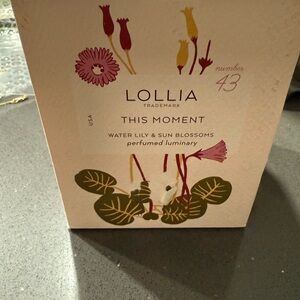 number
43
LOLLIA
TRADEMARK
THIS MOMENT
USA
WATER LILY & SUN BLOSSOMS
perfumed luminary